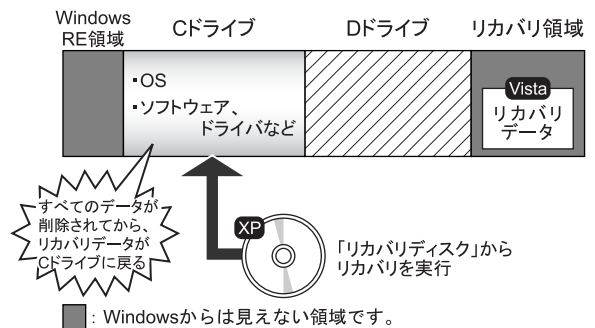 Windows
RE領域
Cドライブ
Dドライブ
リカバリ領域
・OS
・ソフトウェア、
ドライバなど
Vista
リカバリ
データ
すべてのデータが
削除されてから、
リカバリデータが
Cドライブに戻る
XP
「リカバリディスク」から
リカバリを実行
：Windowsからは見えない領域です。